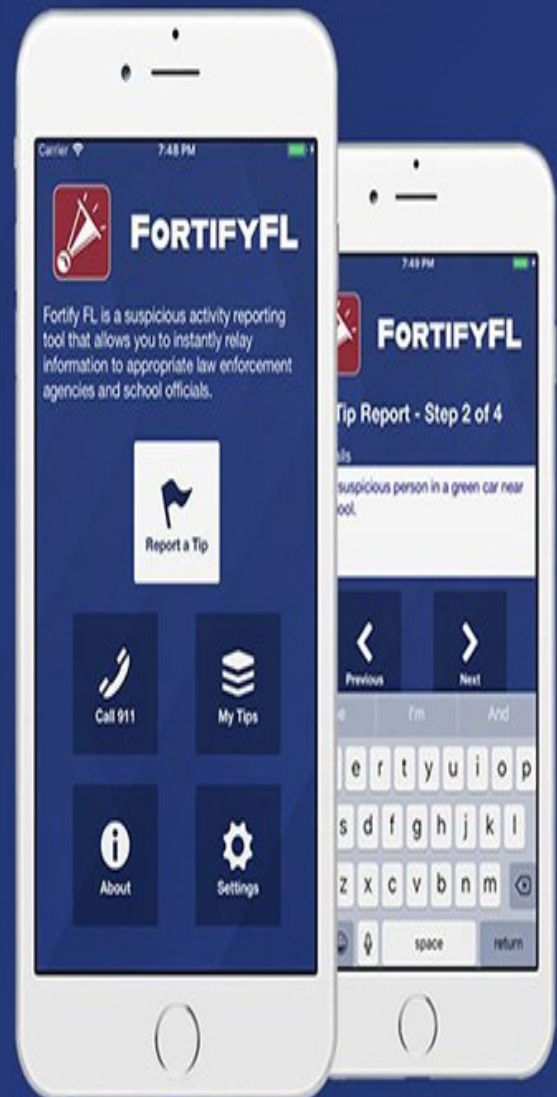 Carrier
7:48 PM
FORTIFYFL
Fortify FL is a suspicious activity reporting
tool that allows you to instantly relay
information to appropriate law enforcement
agencies and school officials.
Report a Tip
Call 911
My Tips
About
Settings
7:49 PM
FORTIFYFL
Tip Report - Step 2 of 4
suspicious person in a green car near
Previous
Next
I'm
And
e r t y u i o p
s d f g h j k l
z x c v b n m
space
return